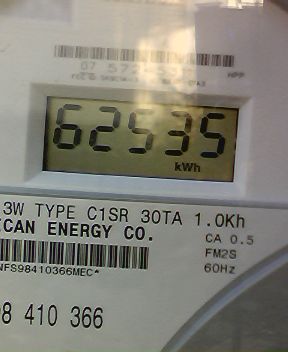 62535
kWh
3W TYPE C1SR 30TA 1.0Kh
CAN ENERGY CO.
CA 0.5
FM2S
60Hz
NFS98410366MEC*
98 410 366